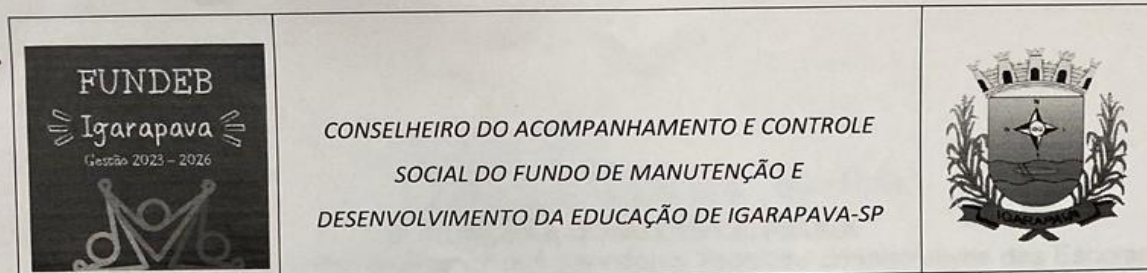 FUNDEB
Igarapava
Gestão 2023 – 2026
CONSELHEIRO DO ACOMPANHAMENTO E CONTROLE
SOCIAL DO FUNDO DE MANUTENÇÃO E
DESENVOLVIMENTO DA EDUCAÇÃO DE IGARAPAVA-SP
IGARAPAVA